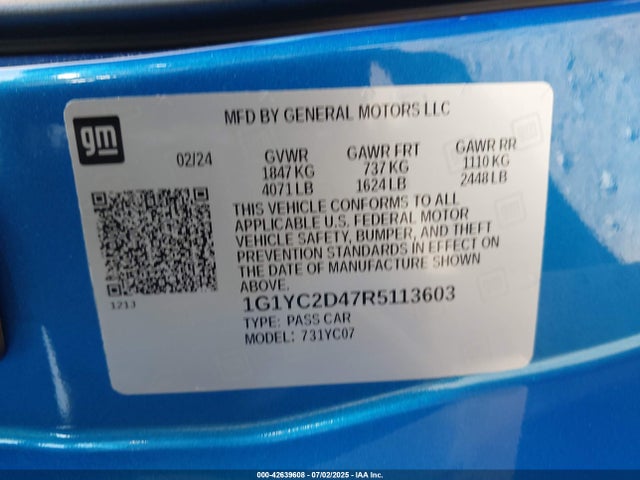 MFD BY GENERAL MOTORS LLC
gm
02/24
GVWR
1847 KG
4071 LB
GAWR FRT
737 KG
1624 LB
GAWR RR
1110 KG
2448 LB
THIS VEHICLE CONFORMS TO ALL
APPLICABLE U.S. FEDERAL MOTOR
VEHICLE SAFETY, BUMPER, AND THEFT
PREVENTION STANDARDS IN EFFECT ON
THE DATE OF MANUFACTURE SHOWN
ABOVE.
121J
1G1YC2D47R5113603
TYPE: PASS CAR
MODEL: 731YC07
000-42639608 - 07/02/2025 - IAA Inc.